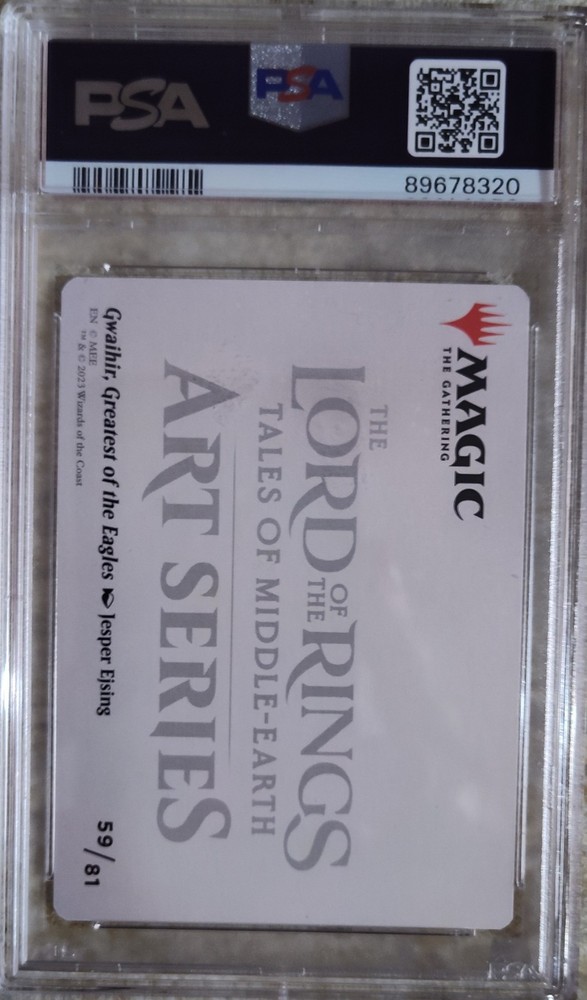 PSA
PSA
89678320
MAGIC
THE GATHERING
THE
LORD OF THE RINGS
TALES OF MIDDLE-EARTH
ART SERIES
Gwaihir, Greatest of the Eagles Jesper Ejsing
59/81
EN © MEE
™ & © 2023 Wizards of the Coast